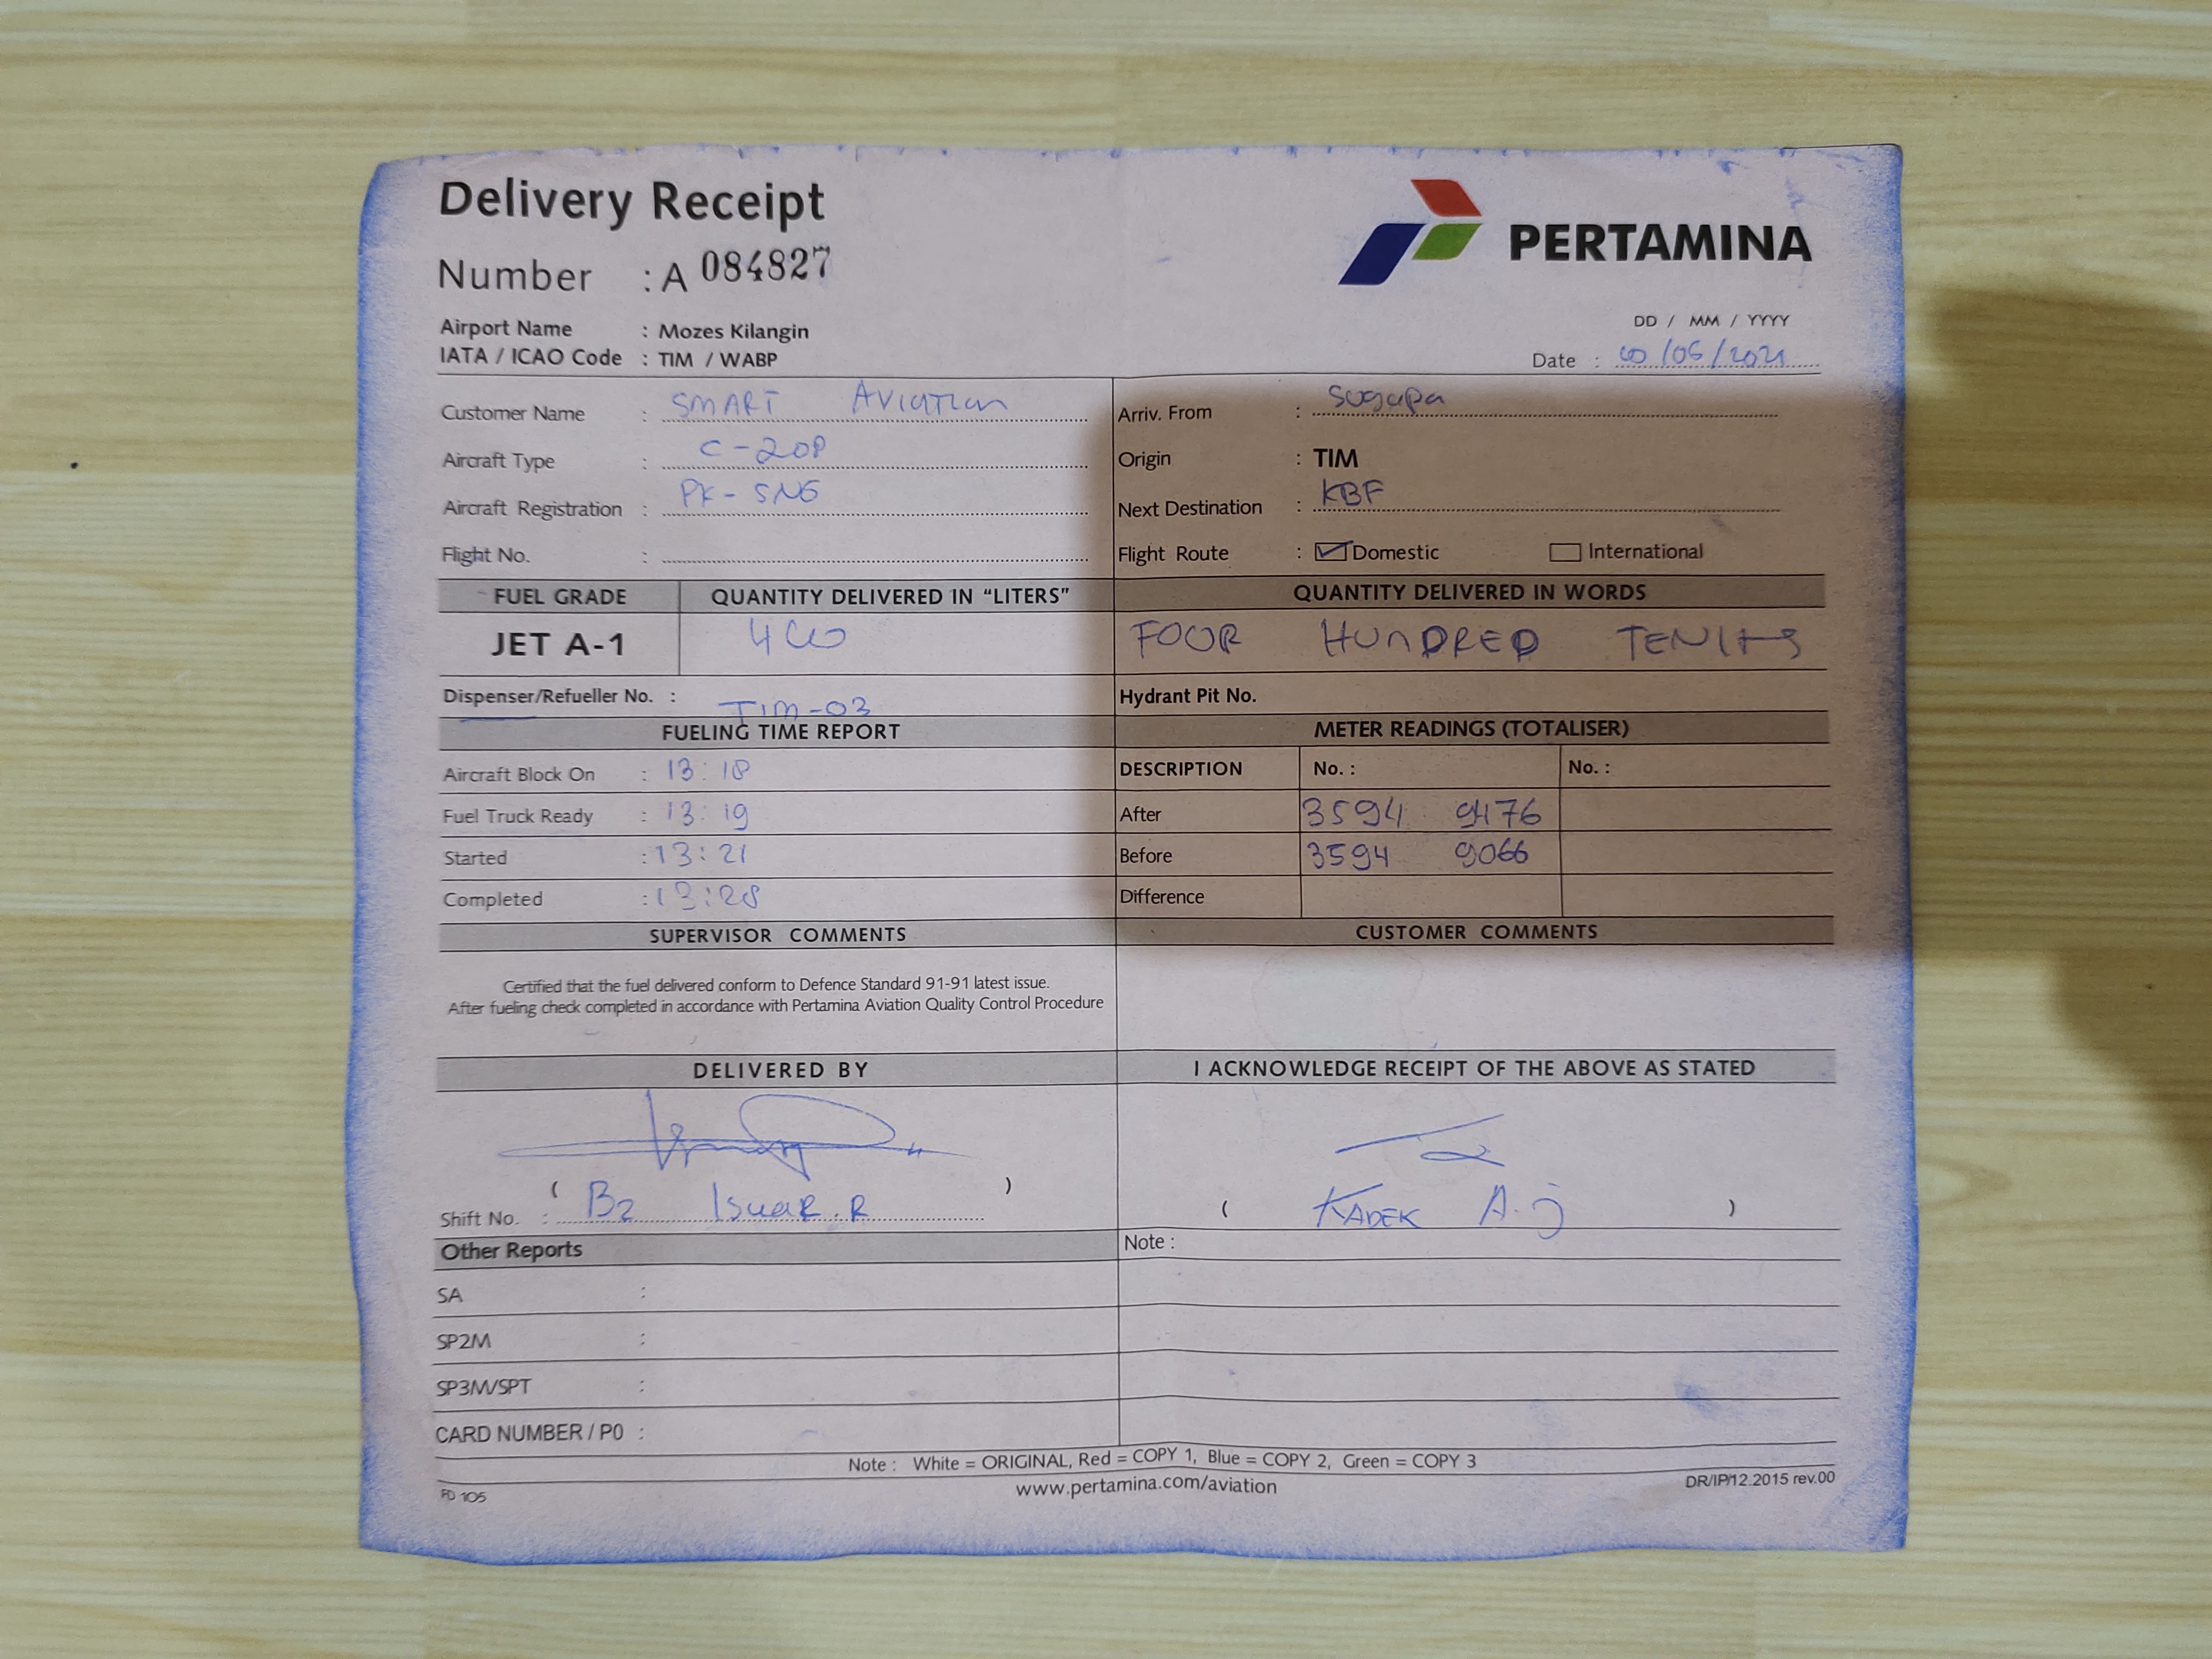 Delivery Receipt
PERTAMINA
Number : A 084827
Airport Name : Mozes Kilangin
IATA / ICAO Code : TIM / WABP
DD / MM / YYYY
Date : /05/2021
Customer Name : SMART AVIATION
Aircraft Type : C-208
Aircraft Registration : PK-SNG
Flight No. :
Arriv. From : Sugapa
Origin : TIM
Next Destination : KBF
Flight Route : Domestic International
FUEL GRADE QUANTITY DELIVERED IN "LITERS" QUANTITY DELIVERED IN WORDS
JET A-1 410 FOUR HUNDRED
Dispenser/Refueller No. : TIM-03 Hydrant Pit No.
FUELING TIME REPORT
Aircraft Block On : 13:18
Fuel Truck Ready : 13:19
Started : 13:21
Completed : 13:28
METER READINGS (TOTALISER)
DESCRIPTION No. : No. :
After 3594 9476
Before 3594 9066
Difference
SUPERVISOR COMMENTS
Certified that the fuel delivered conform to Defence Standard 91-91 latest issue.
After fueling check completed in accordance with Pertamina Aviation Quality Control Procedure
CUSTOMER COMMENTS
DELIVERED BY
( )
Shift No. : B2 R
I ACKNOWLEDGE RECEIPT OF THE ABOVE AS STATED
( KADEK A.J )
Other Reports
SA :
SP2M :
SP3M/SPT :
CARD NUMBER / P0 :
Note :
Note : White = ORIGINAL, Red = COPY 1, Blue = COPY 2, Green = COPY 3
www.pertamina.com/aviation
FD 105
DR/IP/12.2015 rev.00